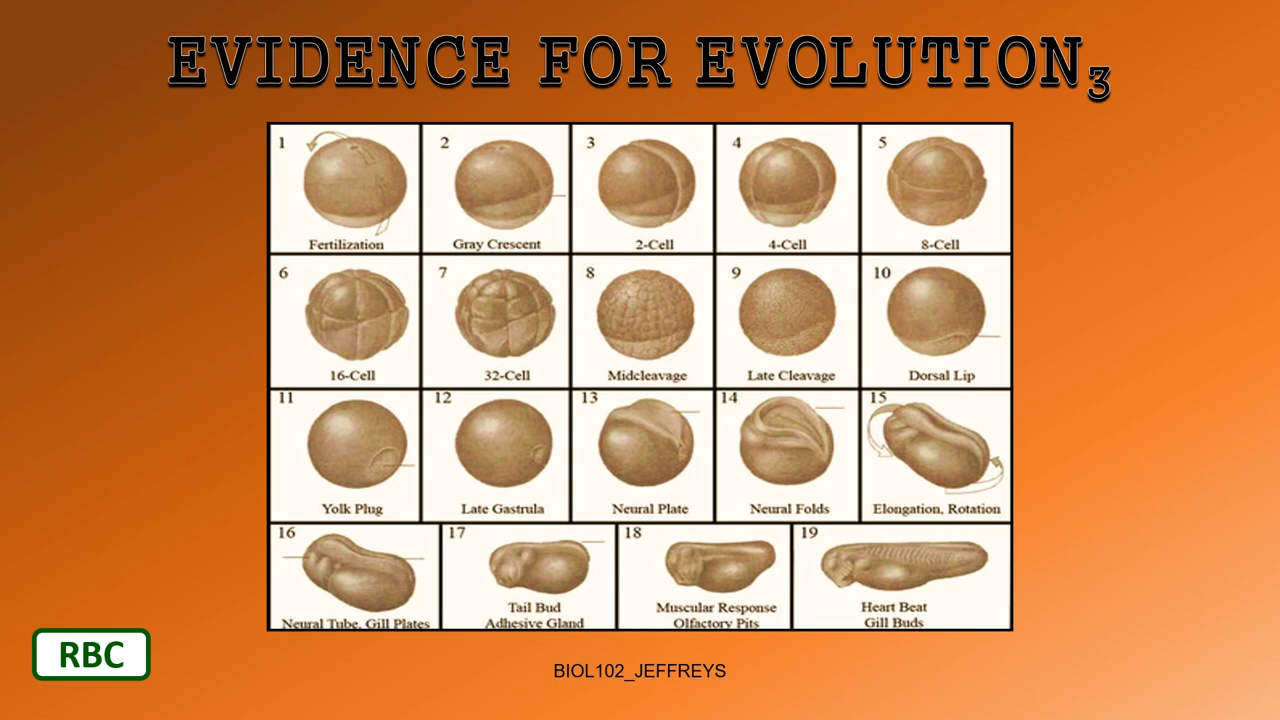 EVIDENCE FOR EVOLUTION₃
1
Fertilization
2
Gray Crescent
3
2-Cell
4
4-Cell
5
8-Cell
6
16-Cell
7
32-Cell
8
Midcleavage
9
Late Cleavage
10
Dorsal Lip
11
Yolk Plug
12
Late Gastrula
13
Neural Plate
14
Neural Folds
15
Elongation, Rotation
16
Neural Tube, Gill Plates
17
Tail Bud
Adhesive Gland
18
Muscular Response
Olfactory Pits
19
Heart Beat
Gill Buds
RBC
BIOL102_JEFFREYS